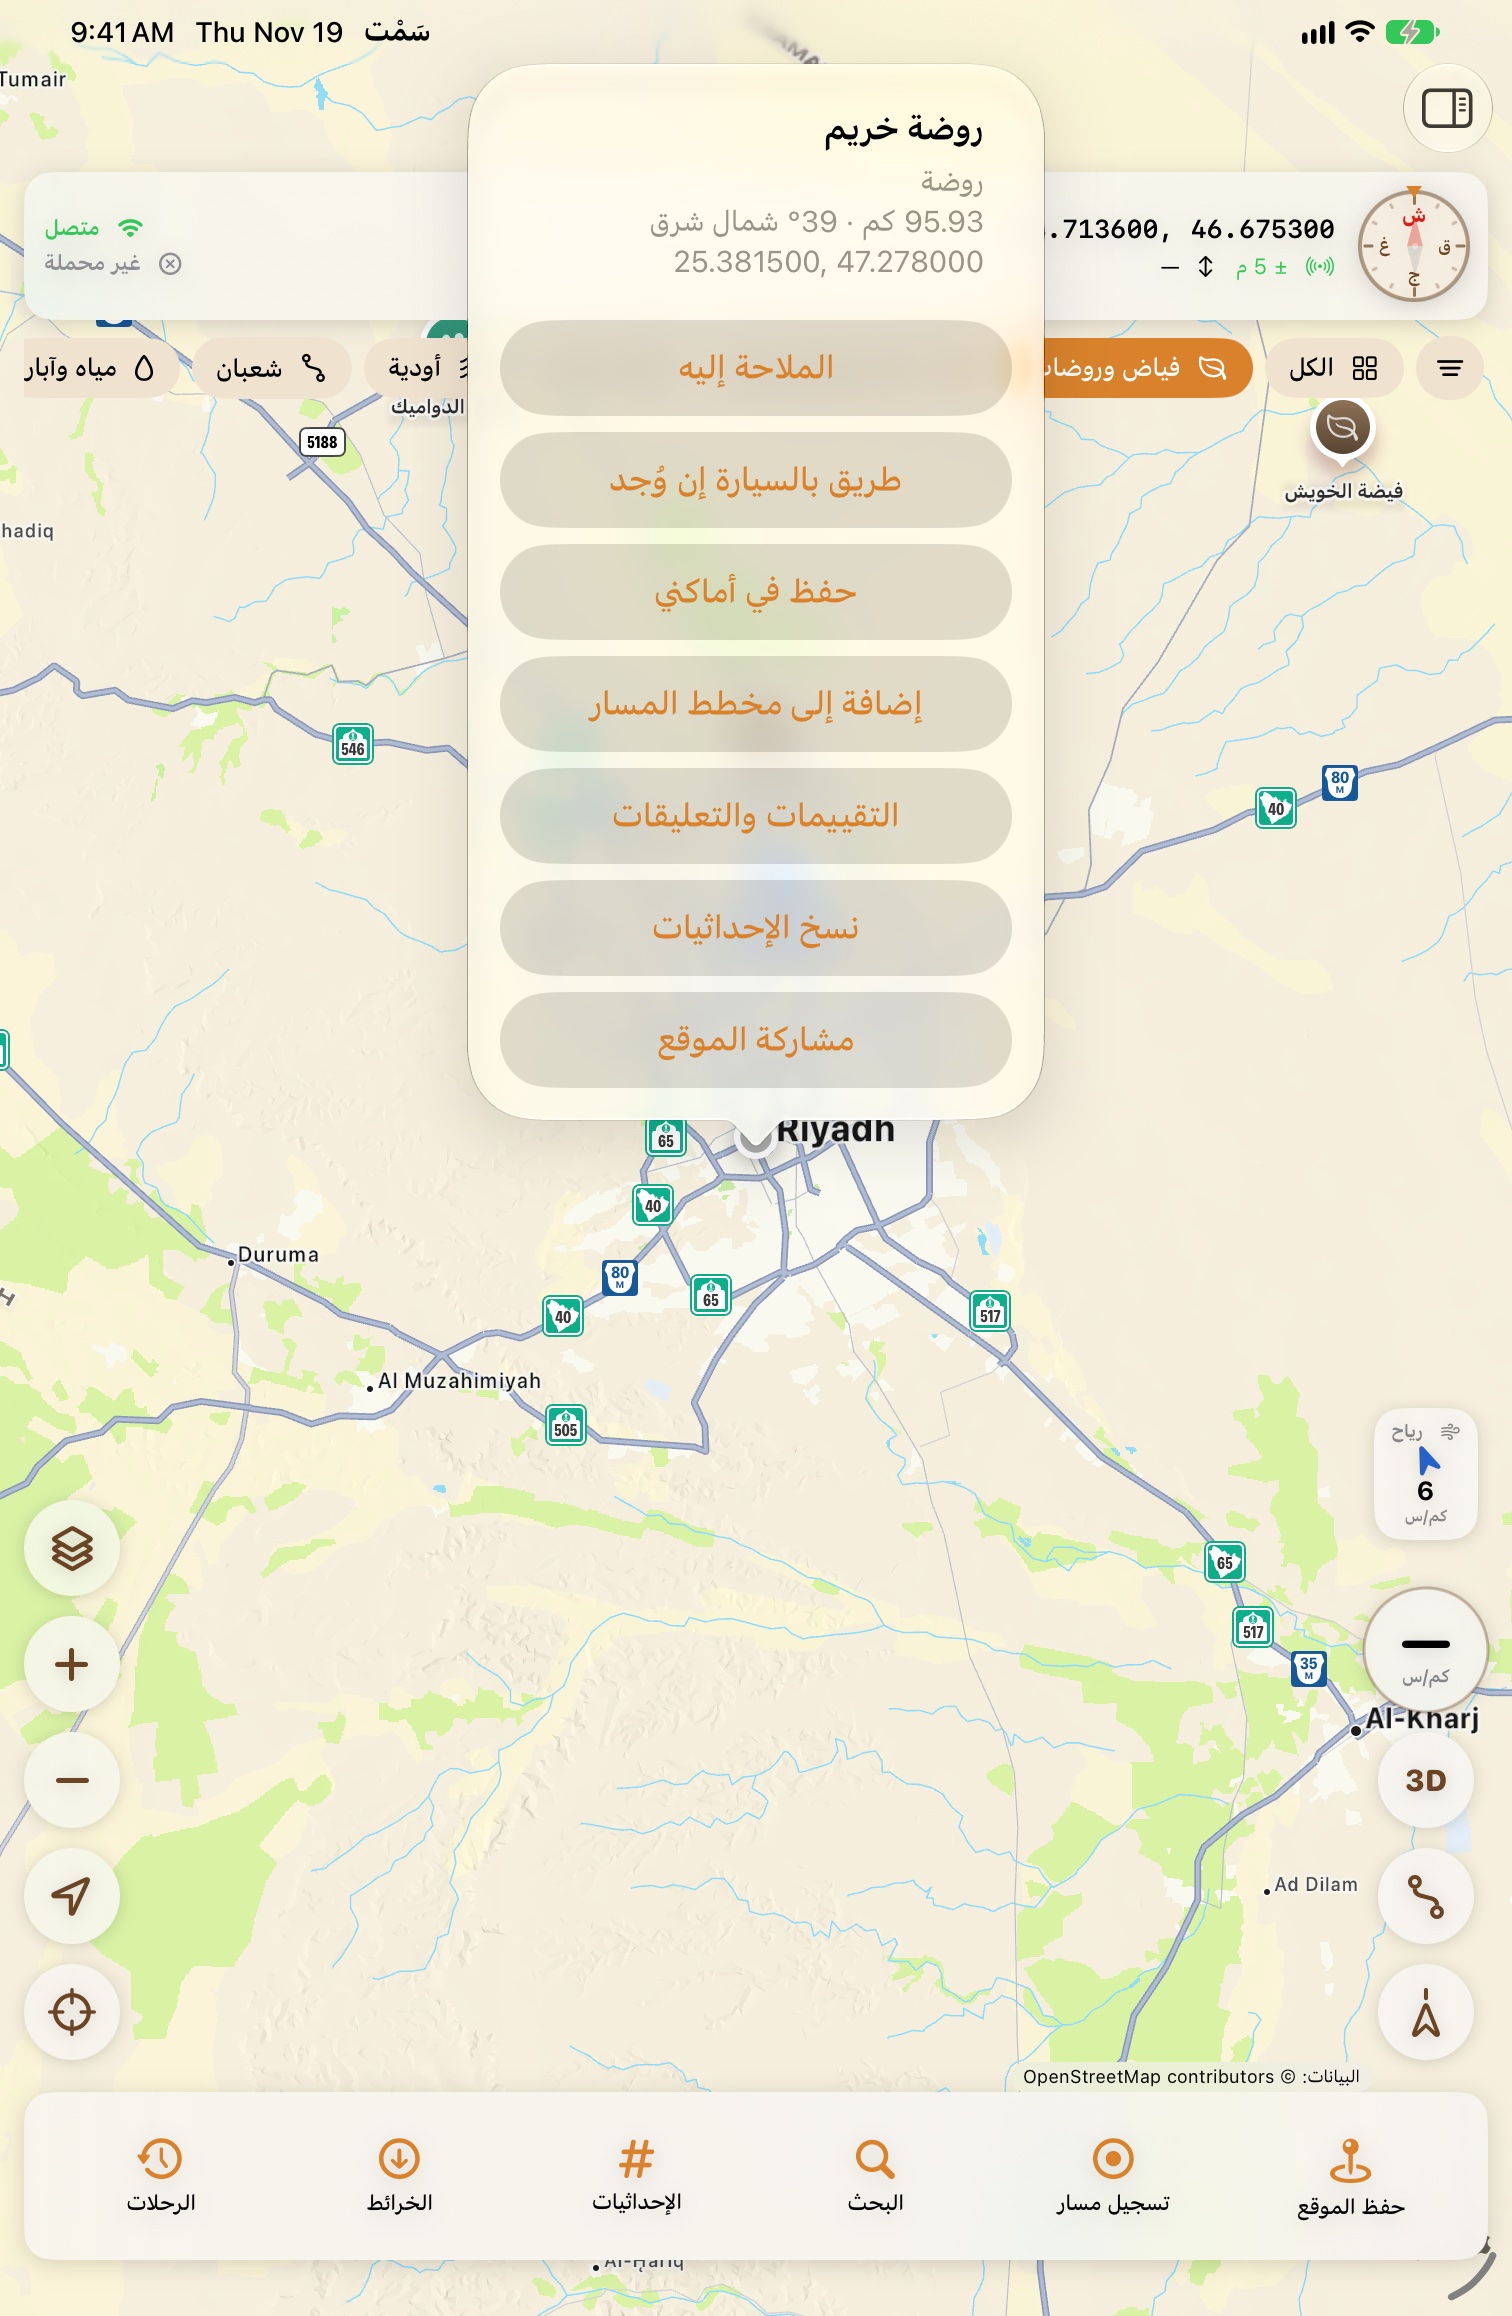 9:41 AM Thu Nov 19 سَمْت
Tumair
روضة خريم
روضة
95.93 كم · 39° شمال شرق
25.381500, 47.278000
.713600, 46.675300
± 5 م
—
ش
ق
ج
غ
متصل
غير محملة
الكل
فياض وروضات
أودية
شعبان
مياه وآبار
الدواميك
5188
فيضة الخويش
hadiq
الملاحة إليه
طريق بالسيارة إن وُجد
حفظ في أماكني
إضافة إلى مخطط المسار
التقييمات والتعليقات
نسخ الإحداثيات
مشاركة الموقع
546
80 M
40
Riyadh
65
40
Duruma
80 M
65
40
517
Al Muzahimiyah
505
رياح
6
كم/س
65
517
35 M
كم/س
Al-Kharj
3D
Ad Dilam
البيانات: © OpenStreetMap contributors
حفظ الموقع
تسجيل مسار
البحث
الإحداثيات
الخرائط
الرحلات
Al-Hariq